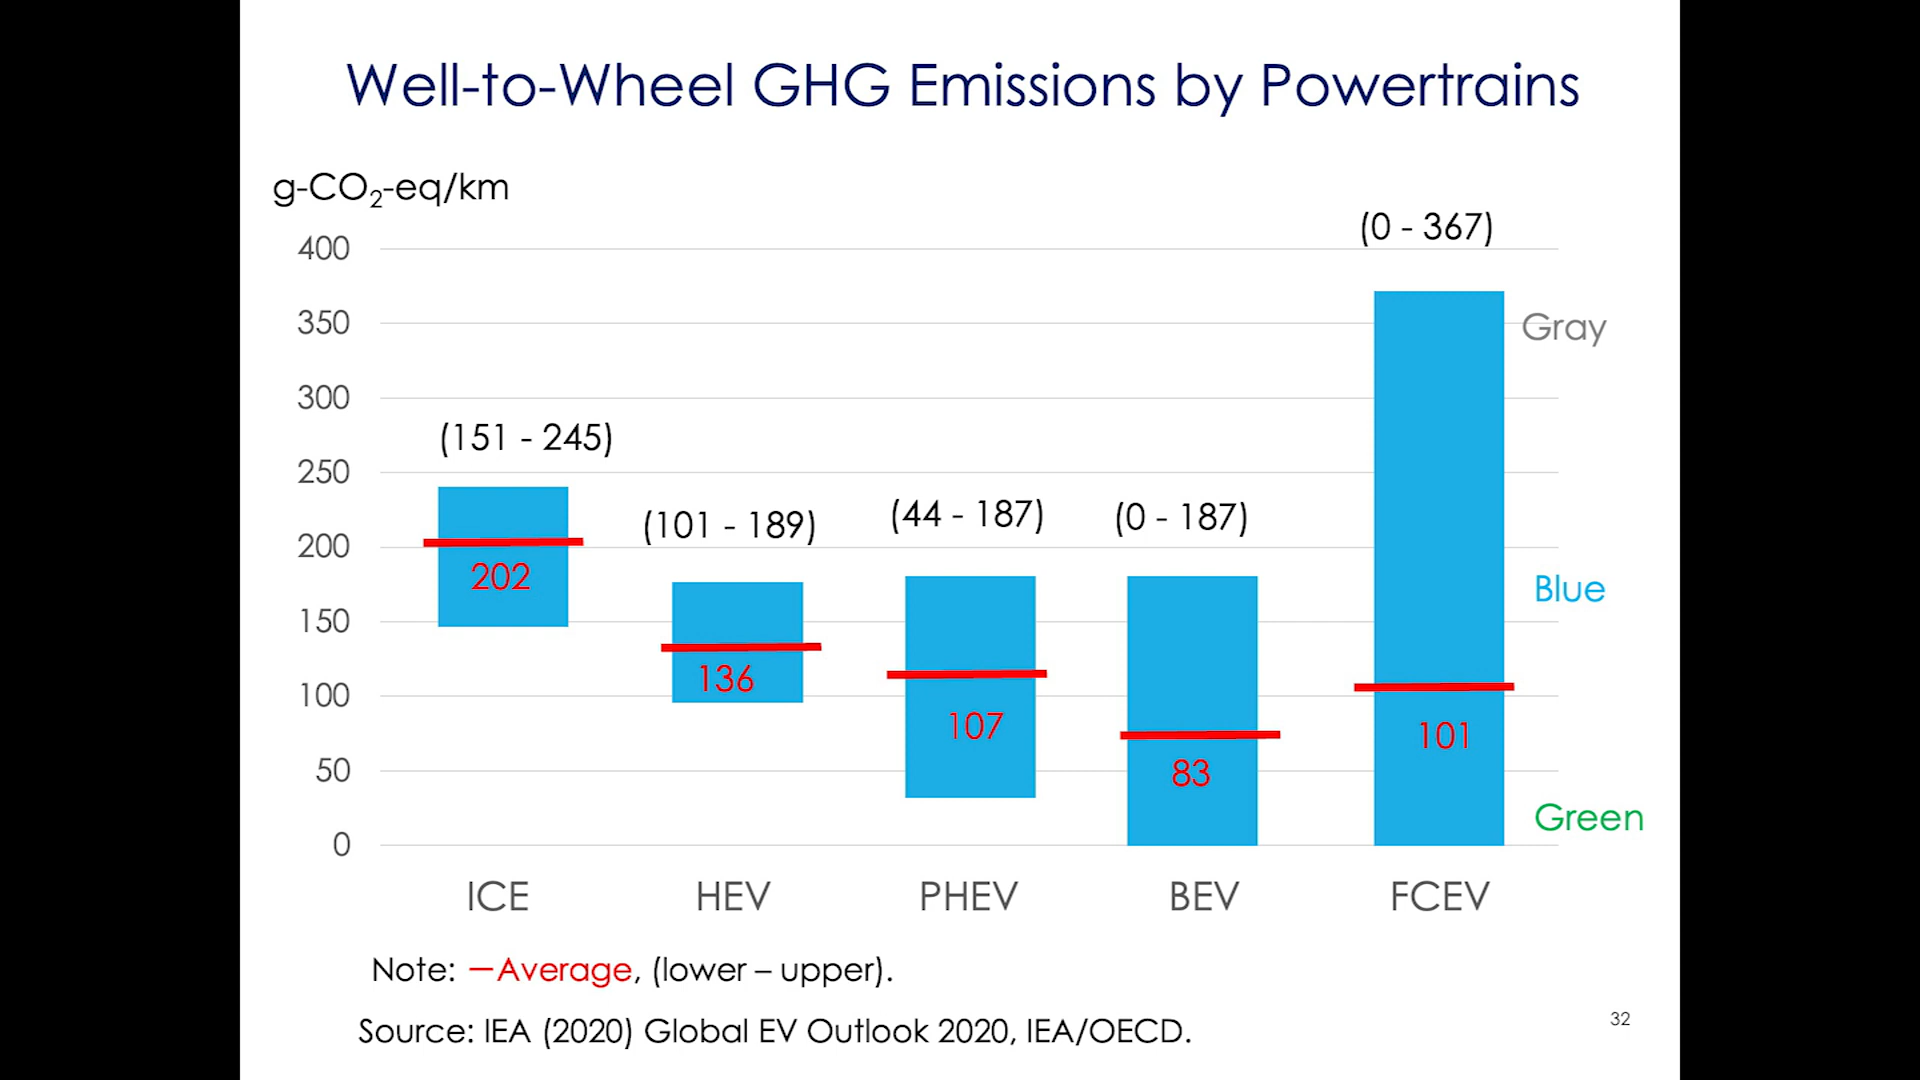 Well-to-Wheel GHG Emissions by Powertrains
g-CO₂-eq/km
(0 - 367)
400
350
Gray
300
(151 - 245)
250
(101 - 189)
(44 - 187)
(0 - 187)
200
202
Blue
150
136
100
107
101
50
83
Green
0
ICE
HEV
PHEV
BEV
FCEV
Note: —Average, (lower – upper).
Source: IEA (2020) Global EV Outlook 2020, IEA/OECD.
32